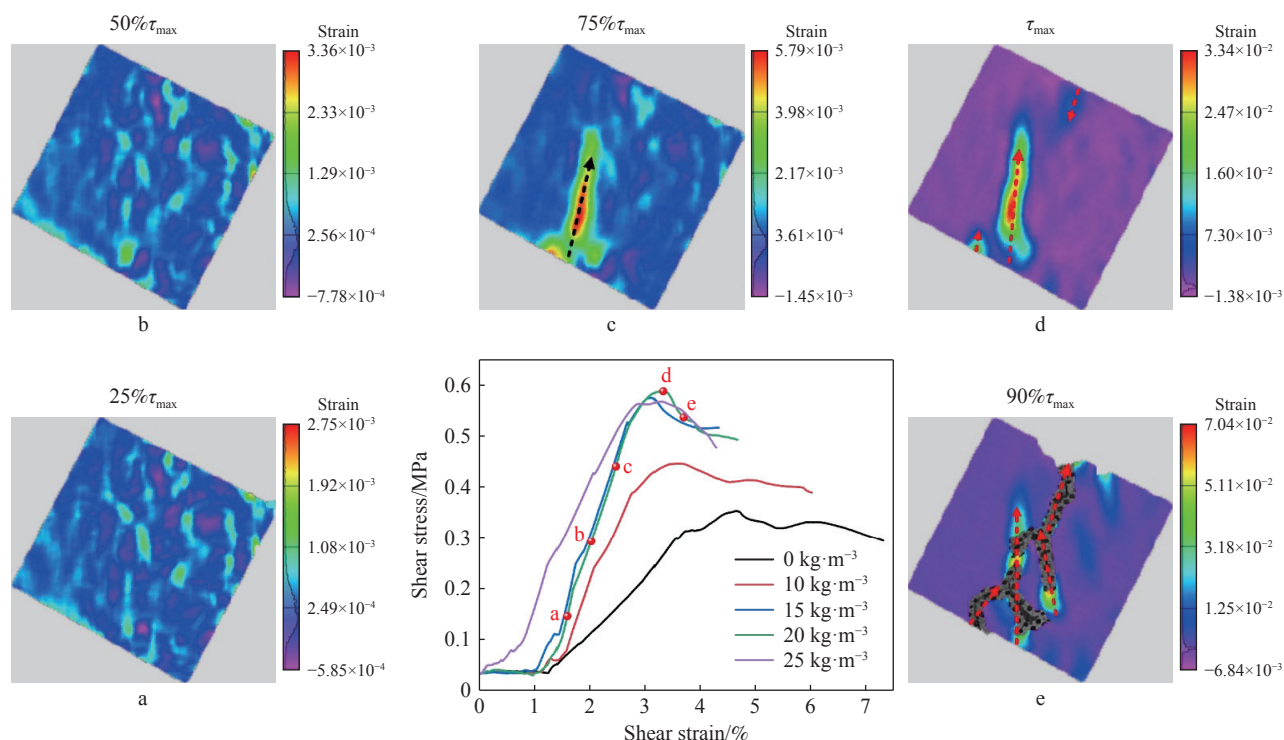 50%τmax
Strain
3.36×10⁻³
2.33×10⁻³
1.29×10⁻³
2.56×10⁻⁴
−7.78×10⁻⁴
b
75%τmax
Strain
5.79×10⁻³
3.98×10⁻³
2.17×10⁻³
3.61×10⁻⁴
−1.45×10⁻³
c
τmax
Strain
3.34×10⁻²
2.47×10⁻²
1.60×10⁻²
7.30×10⁻³
−1.38×10⁻³
d
25%τmax
Strain
2.75×10⁻³
1.92×10⁻³
1.08×10⁻³
2.49×10⁻⁴
−5.85×10⁻⁴
a
Shear stress/MPa
0.6
0.5
0.4
0.3
0.2
0.1
0
a
b
c
d
e
0 kg·m⁻³
10 kg·m⁻³
15 kg·m⁻³
20 kg·m⁻³
25 kg·m⁻³
0 1 2 3 4 5 6 7
Shear strain/%
90%τmax
Strain
7.04×10⁻²
5.11×10⁻²
3.18×10⁻²
1.25×10⁻²
−6.84×10⁻³
e